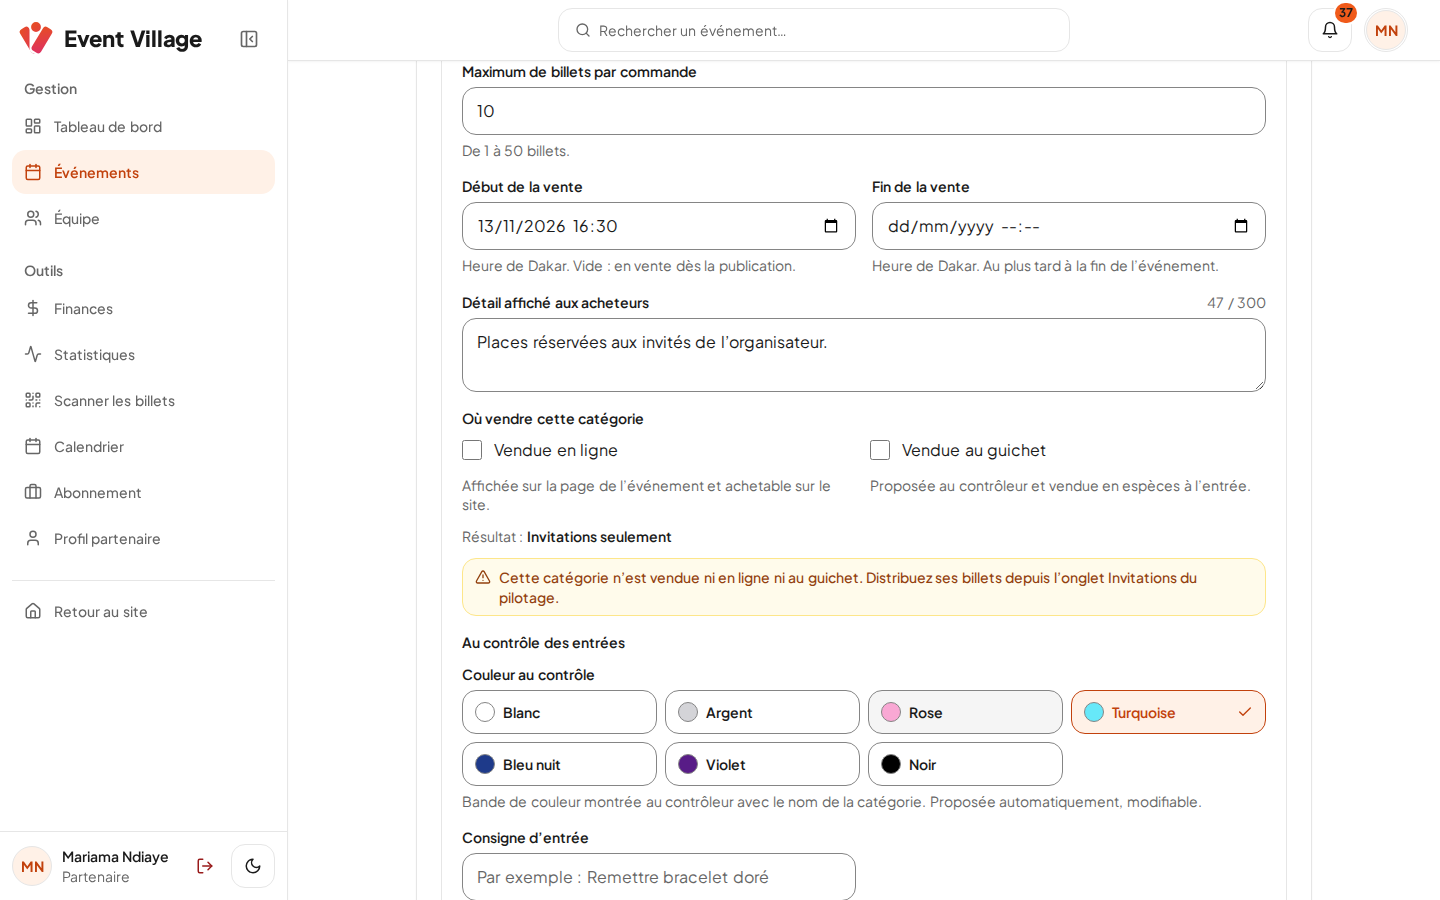 Event Village
Rechercher un événement...
37
MN
Gestion
Tableau de bord
Événements
Équipe
Outils
Finances
Statistiques
Scanner les billets
Calendrier
Abonnement
Profil partenaire
Retour au site
MN
Mariama Ndiaye
Partenaire
Maximum de billets par commande
10
De 1 à 50 billets.
Début de la vente
Fin de la vente
13/11/2026 16:30
dd/mm/yyyy --:--
Heure de Dakar. Vide : en vente dès la publication.
Heure de Dakar. Au plus tard à la fin de l’événement.
Détail affiché aux acheteurs
47 / 300
Places réservées aux invités de l’organisateur.
Où vendre cette catégorie
Vendue en ligne
Vendue au guichet
Affichée sur la page de l’événement et achetable sur le
site.
Proposée au contrôleur et vendue en espèces à l’entrée.
Résultat : Invitations seulement
Cette catégorie n’est vendue ni en ligne ni au guichet. Distribuez ses billets depuis l’onglet Invitations du
pilotage.
Au contrôle des entrées
Couleur au contrôle
Blanc
Argent
Rose
Turquoise
Bleu nuit
Violet
Noir
Bande de couleur montrée au contrôleur avec le nom de la catégorie. Proposée automatiquement, modifiable.
Consigne d’entrée
Par exemple : Remettre bracelet doré